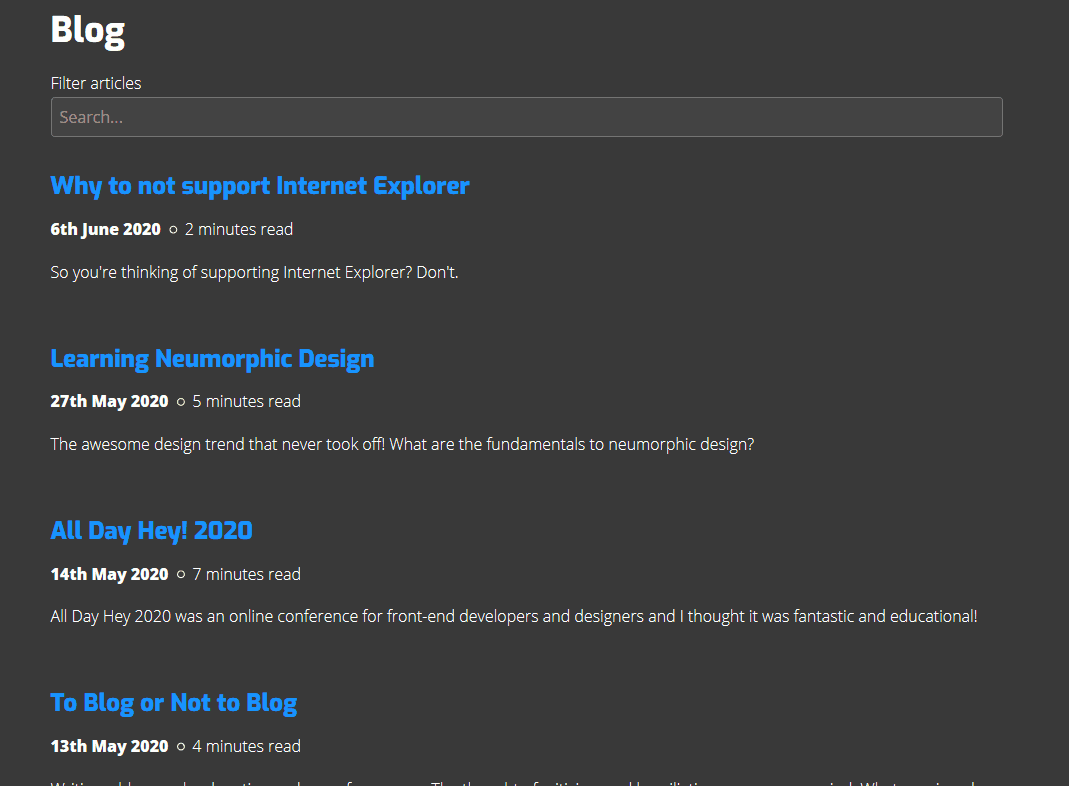 Blog
Filter articles
Search...
Why to not support Internet Explorer
6th June 2020 ○ 2 minutes read
So you're thinking of supporting Internet Explorer? Don't.
Learning Neumorphic Design
27th May 2020 ○ 5 minutes read
The awesome design trend that never took off! What are the fundamentals to neumorphic design?
All Day Hey! 2020
14th May 2020 ○ 7 minutes read
All Day Hey 2020 was an online conference for front-end developers and designers and I thought it was fantastic and educational!
To Blog or Not to Blog
13th May 2020 ○ 4 minutes read